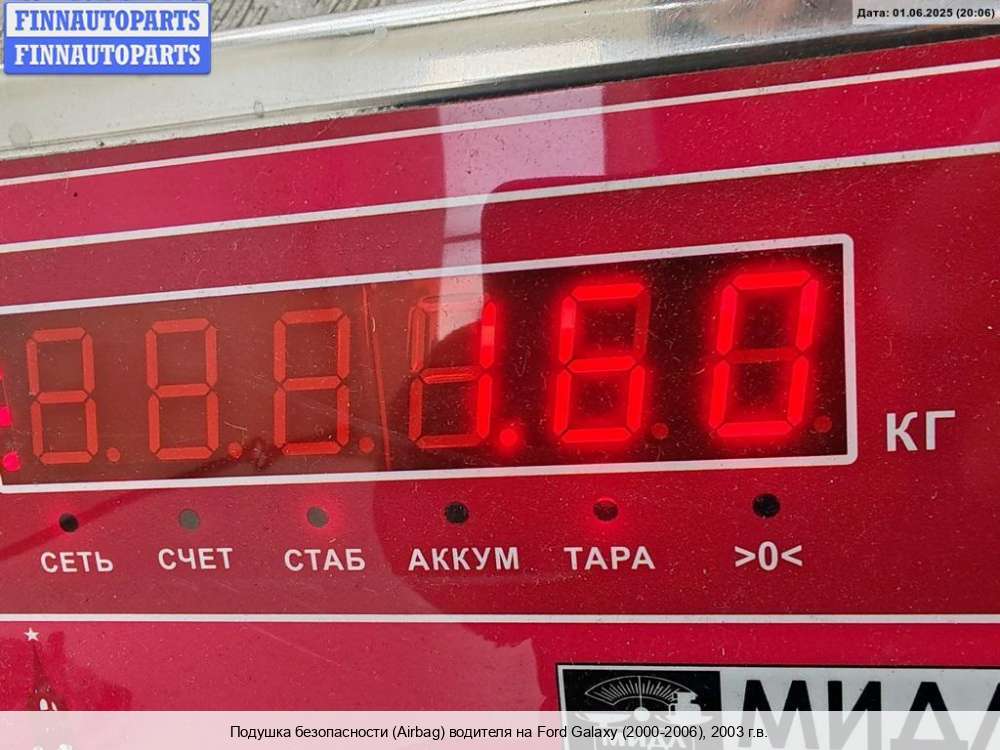 FINNAUTOPARTS
FINNAUTOPARTS
Дата: 01.06.2025 (20:06)
1.60
КГ
СЕТЬ СЧЕТ СТАБ АККУМ ТАРА >0<
МИДЛ
Подушка безопасности (Airbag) водителя на Ford Galaxy (2000-2006), 2003 г.в.